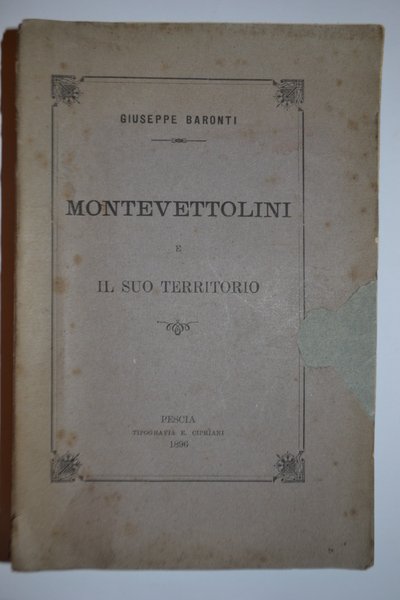 GIUSEPPE BARONTI
MONTEVETTOLINI
E
IL SUO TERRITORIO
PESCIA
TIPOGRAFIA E. CIPRIANI
1896